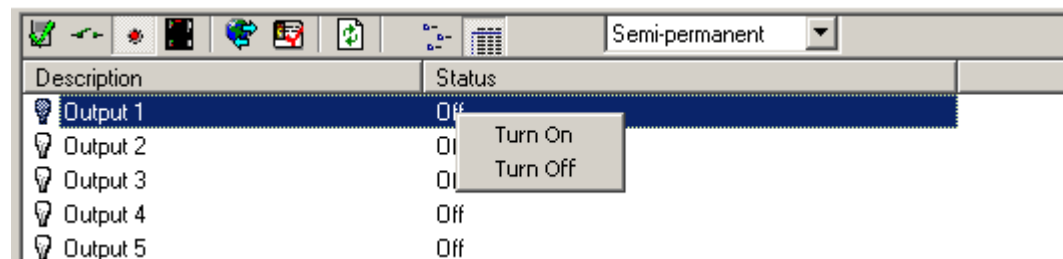 Semi-permanent
Description Status
Output 1 Off
Turn On
Output 2
Turn Off
Output 3
Output 4 Off
Output 5 Off